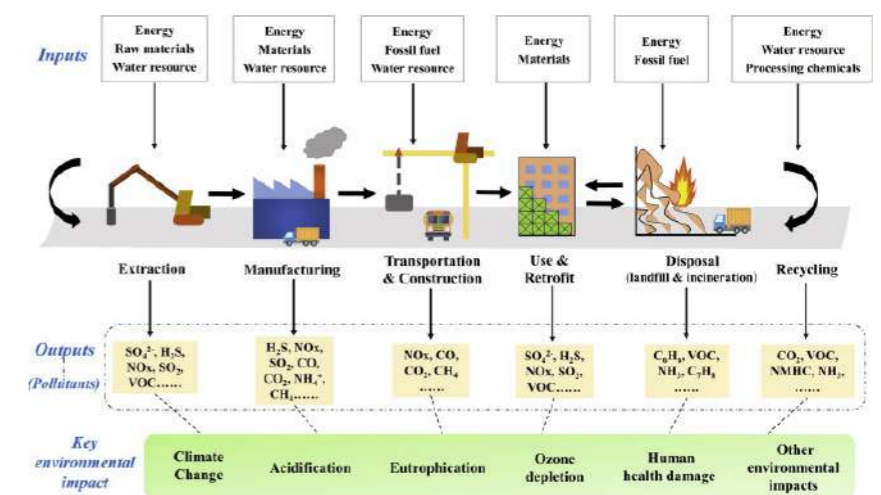 Inputs
Energy
Raw materials
Water resource
Energy
Materials
Water resource
Energy
Fossil fuel
Water resource
Energy
Materials
Energy
Fossil fuel
Energy
Water resource
Processing chemicals
Extraction
Manufacturing
Transportation
& Construction
Use &
Retrofit
Disposal
(landfill & incineration)
Recycling
Outputs
(Pollutants)
SO₄²⁻, H₂S,
NOx, SO₂,
VOC……
H₂S, NOx,
SO₂, CO,
CO₂, NH₄⁺,
CH₄……
NOx, CO,
CO₂, CH₄
……
SO₄²⁻, H₂S,
NOx, SO₂,
VOC……
C₆H₆, VOC,
NH₃, C₇H₈
……
CO₂, VOC,
NMHC, NH₃,
……
Key
environmental
impact
Climate
Change
Acidification
Eutrophication
Ozone
depletion
Human
health damage
Other
environmental
impacts